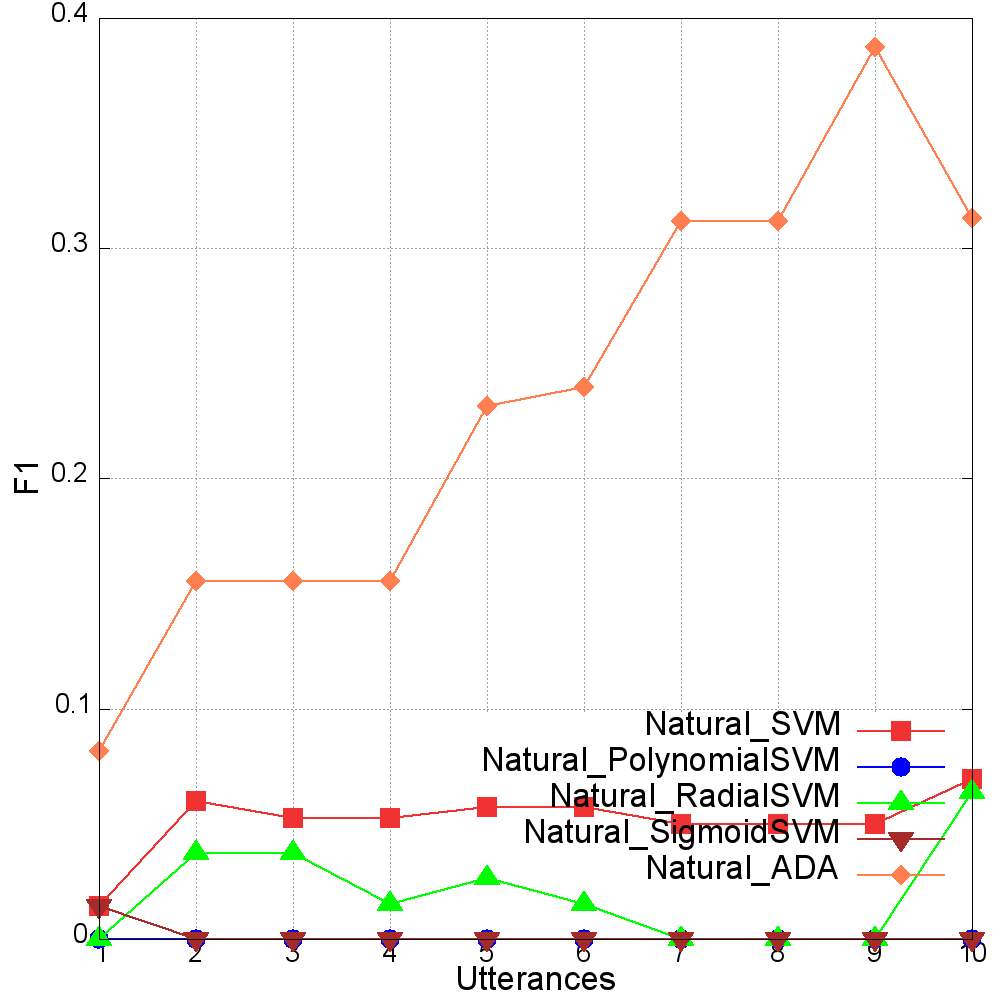 0.4
0.3
0.2
0.1
0
F1
Natural_SVM
Natural_PolynomialSVM
Natural_RadialSVM
Natural_SigmoidSVM
Natural_ADA
1 2 3 4 5 6 7 8 9 10
Utterances